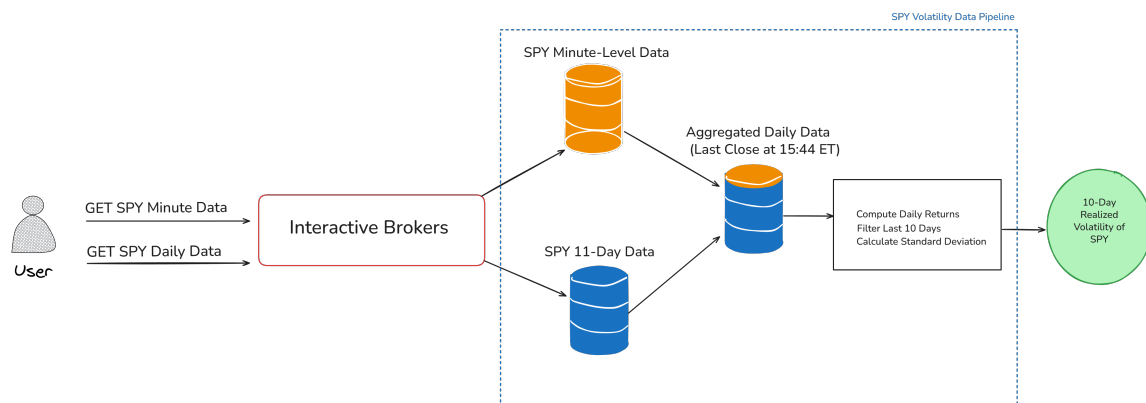 SPY Volatility Data Pipeline
SPY Minute-Level Data
Aggregated Daily Data
(Last Close at 15:44 ET)
GET SPY Minute Data
GET SPY Daily Data
User
Interactive Brokers
SPY 11-Day Data
Compute Daily Returns
Filter Last 10 Days
Calculate Standard Deviation
10-Day
Realized
Volatility of
SPY